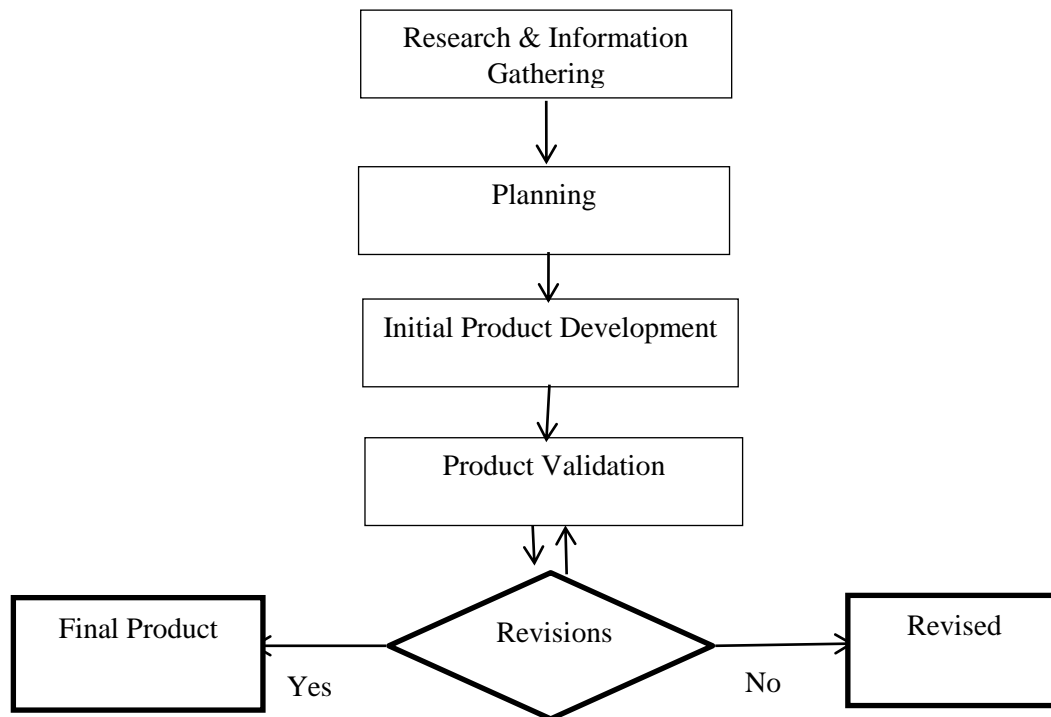 Research & Information
Gathering
Planning
Initial Product Development
Product Validation
Final Product
Revisions
Revised
Yes
No